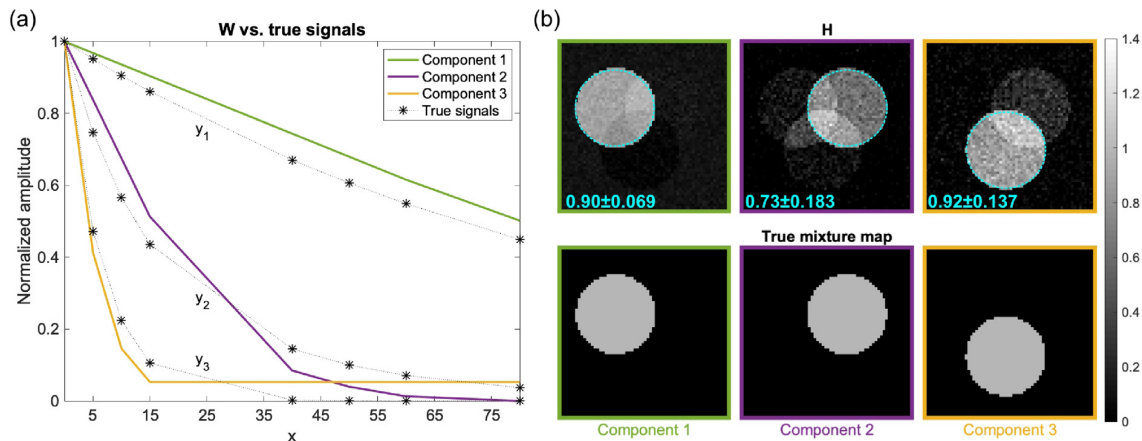 (a)
W vs. true signals
Normalized amplitude
1
0.8
0.6
0.4
0.2
0
5
15
25
35
45
55
65
75
x
Component 1
Component 2
Component 3
True signals
y1
y2
y3
(b)
H
0.90±0.069
0.73±0.183
0.92±0.137
True mixture map
Component 1
Component 2
Component 3
1.4
1.2
1
0.8
0.6
0.4
0.2
0